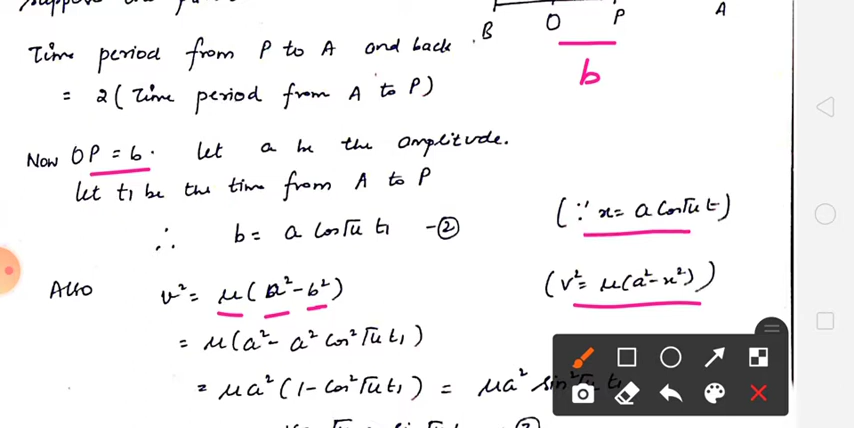 suppose the
B O P A
b
Time period from P to A and back.
= 2 ( Time period from A to P)
Now OP = b. let a be the amplitude.
let t₁ be the time from A to P
∴ b = a cos√μ t₁ -② (∵ x = a cos√μ t)
Also v² = μ(a² - b²) (v² = μ(a² - x²))
= μ(a² - a² cos²√μ t₁)
= μa² (1 - cos²√μ t₁) = μa² sin²√μ t₁